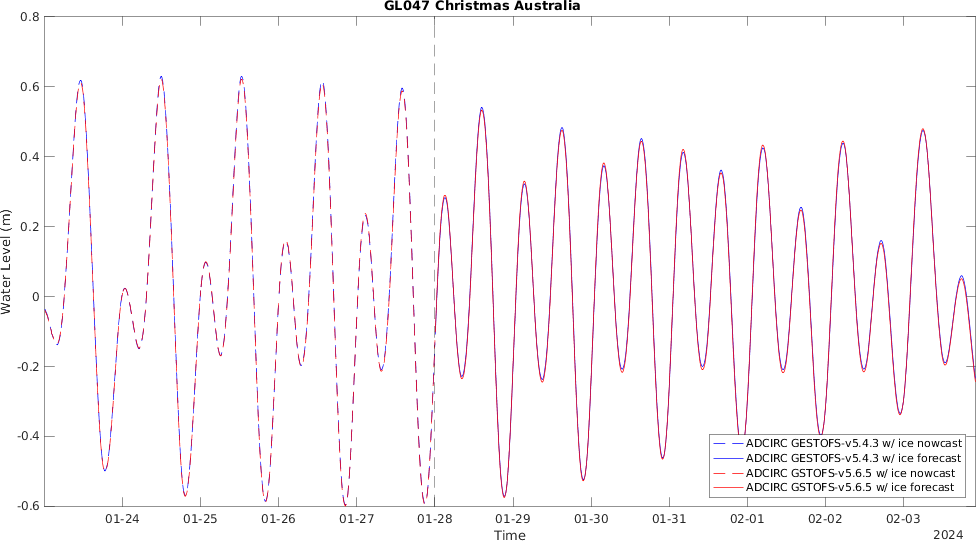 GL047 Christmas Australia
0.8
0.6
0.4
0.2
0
-0.2
-0.4
-0.6
Water Level (m)
ADCIRC GESTOFS-v5.4.3 w/ ice nowcast
ADCIRC GESTOFS-v5.4.3 w/ ice forecast
ADCIRC GSTOFS-v5.6.5 w/ ice nowcast
ADCIRC GSTOFS-v5.6.5 w/ ice forecast
01-24 01-25 01-26 01-27 01-28 01-29 01-30 01-31 02-01 02-02 02-03
Time
2024